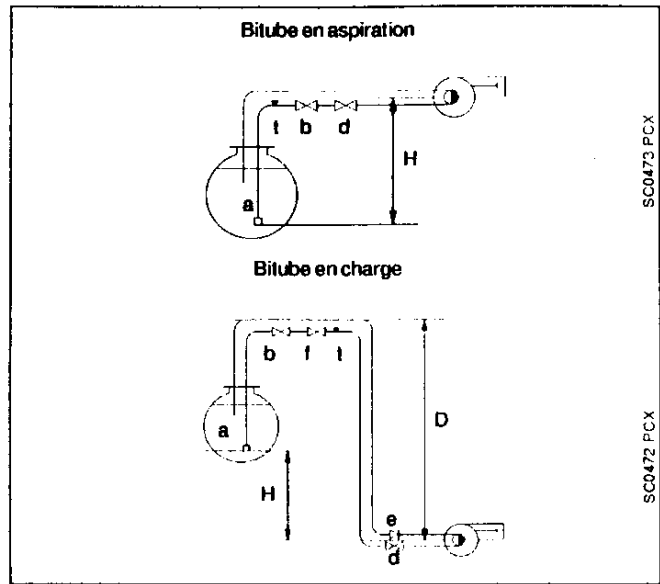 Bitube en aspiration
t b d
H
a
SC0473 PCX
Bitube en charge
b f t
a
D
H
e
d
SC0472 PCX